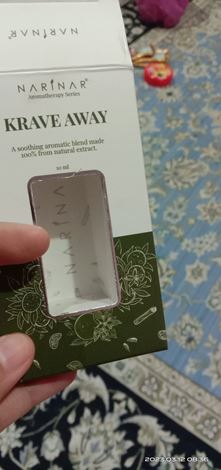 NARINAR
NARINAR®
Aromatherapy Series
KRAVE AWAY
A soothing aromatic blend made
100% from natural extract.
10 ml
NARINAR
2023.03.12 08:36